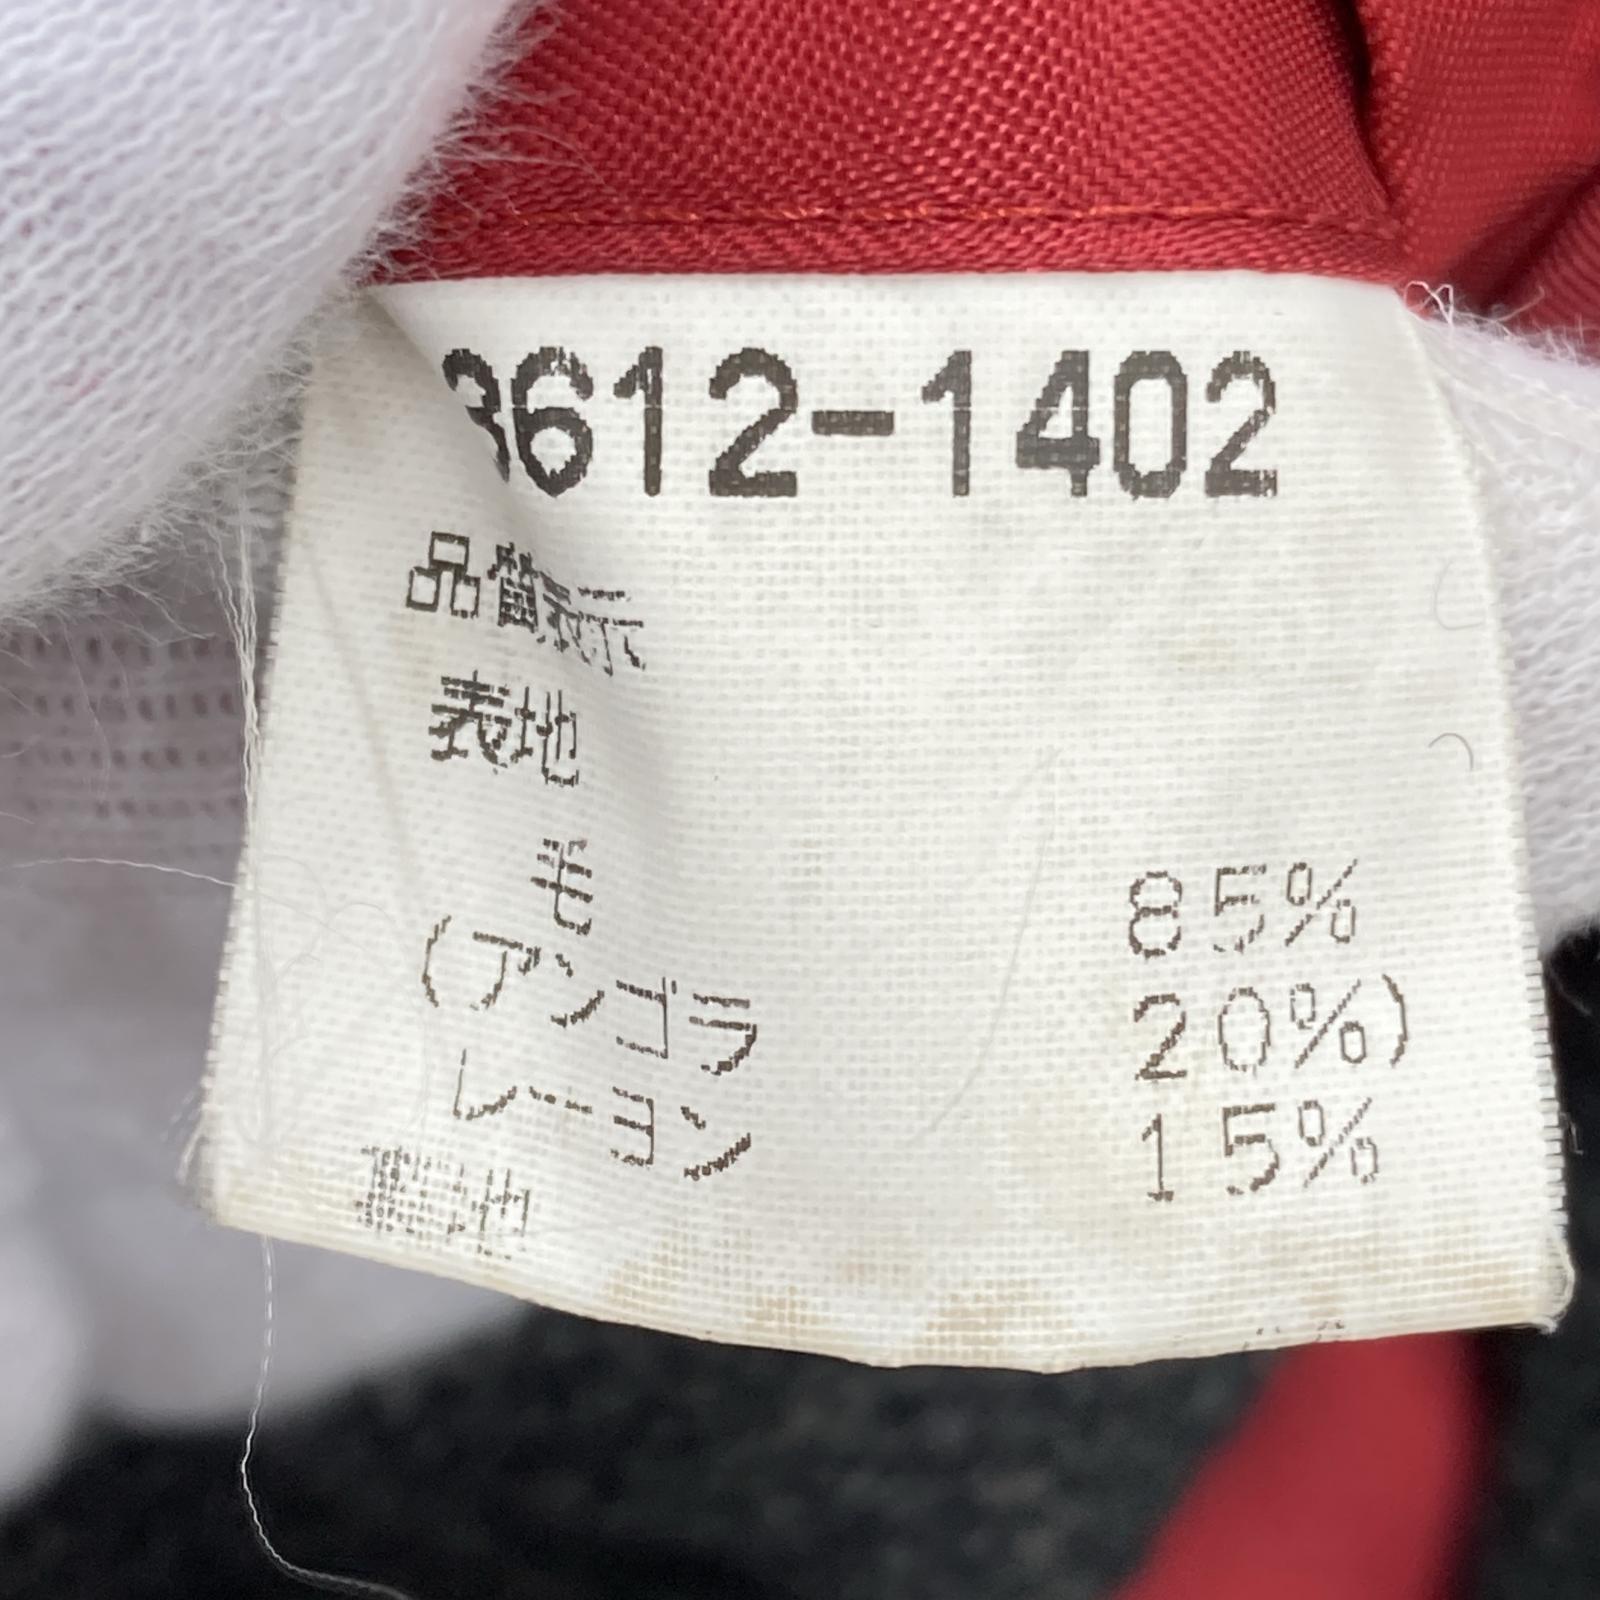 3612-1402
品質表示
表地
毛 85%
(アンゴラ 20%)
レーヨン 15%